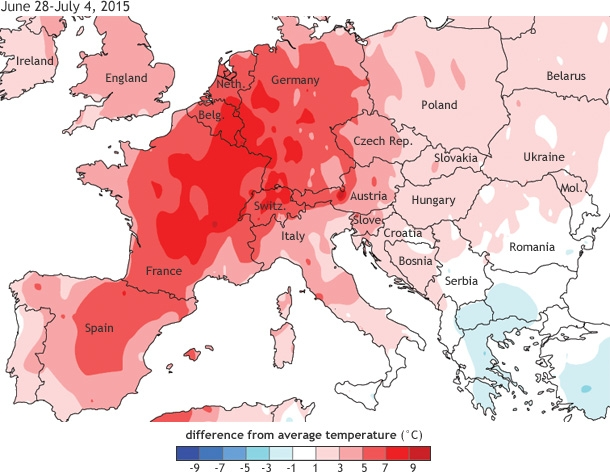 June 28-July 4, 2015
Ireland
England
Neth.
Germany
Belarus
Belg.
Poland
Czech Rep.
Slovakia
Ukraine
Switz.
Austria
Hungary
Mol.
Slove.
Italy
Croatia
Romania
France
Bosnia
Serbia
Spain
difference from average temperature (°C)
-9 -7 -5 -3 -1 1 3 5 7 9